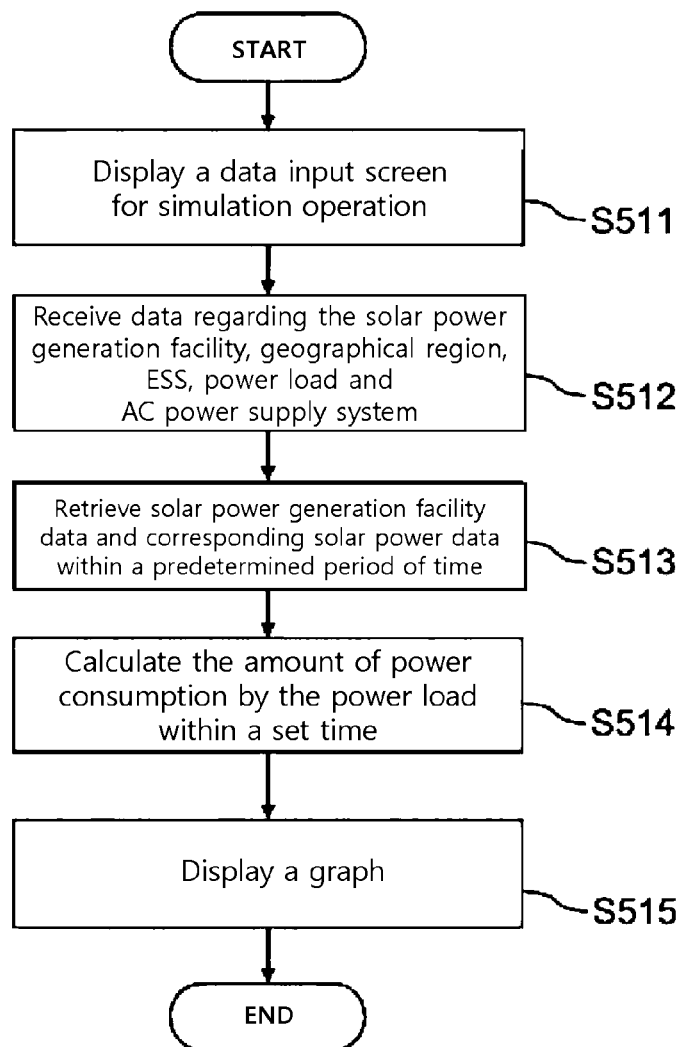 START
Display a data input screen
for simulation operation
S511
Receive data regarding the solar power
generation facility, geographical region,
ESS, power load and
AC power supply system
S512
Retrieve solar power generation facility
data and corresponding solar power data
within a predetermined period of time
S513
Calculate the amount of power
consumption by the power load
within a set time
S514
Display a graph
S515
END